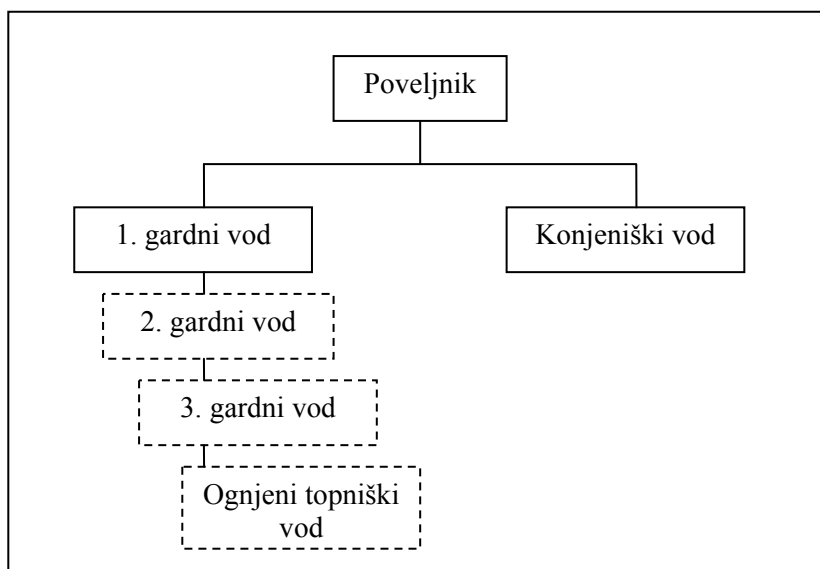 Poveljnik
1. gardni vod
Konjeniški vod
2. gardni vod
3. gardni vod
Ognjeni topniški
vod